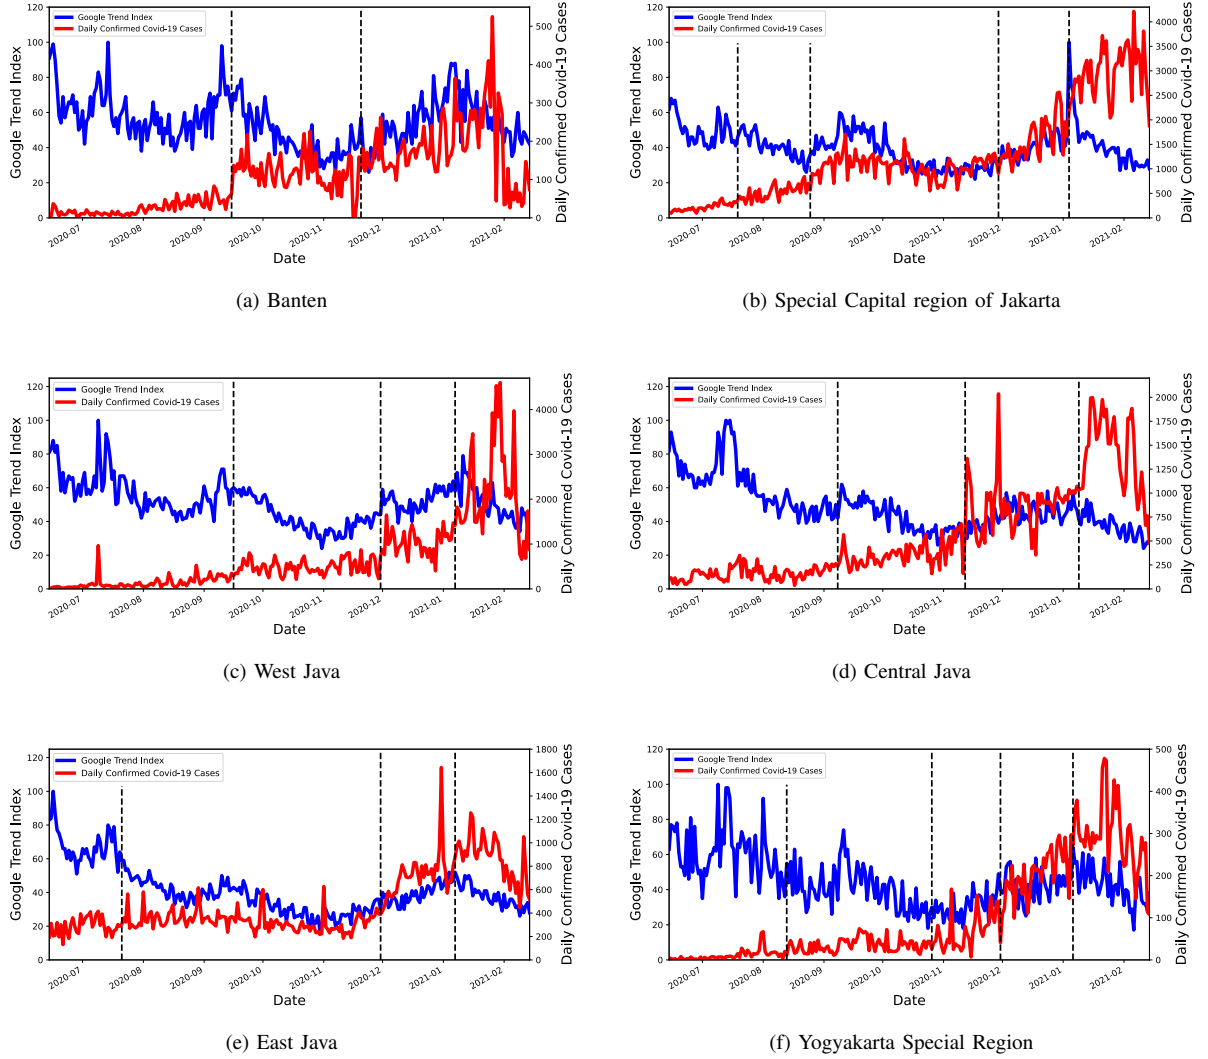 Google Trend Index
Daily Confirmed Covid-19 Cases
Google Trend Index
0
20
40
60
80
100
120
0
100
200
300
400
500
Daily Confirmed Covid-19 Cases
2020-07 2020-08 2020-09 2020-10 2020-11 2020-12 2021-01 2021-02
Date
(a) Banten
Google Trend Index
Daily Confirmed Covid-19 Cases
Google Trend Index
0
20
40
60
80
100
120
0
500
1000
1500
2000
2500
3000
3500
4000
Daily Confirmed Covid-19 Cases
2020-07 2020-08 2020-09 2020-10 2020-11 2020-12 2021-01 2021-02
Date
(b) Special Capital region of Jakarta
Google Trend Index
Daily Confirmed Covid-19 Cases
Google Trend Index
0
20
40
60
80
100
120
0
1000
2000
3000
4000
Daily Confirmed Covid-19 Cases
2020-07 2020-08 2020-09 2020-10 2020-11 2020-12 2021-01 2021-02
Date
(c) West Java
Google Trend Index
Daily Confirmed Covid-19 Cases
Google Trend Index
0
20
40
60
80
100
120
0
250
500
750
1000
1250
1500
1750
2000
Daily Confirmed Covid-19 Cases
2020-07 2020-08 2020-09 2020-10 2020-11 2020-12 2021-01 2021-02
Date
(d) Central Java
Google Trend Index
Daily Confirmed Covid-19 Cases
Google Trend Index
0
20
40
60
80
100
120
0
200
400
600
800
1000
1200
1400
1600
1800
Daily Confirmed Covid-19 Cases
2020-07 2020-08 2020-09 2020-10 2020-11 2020-12 2021-01 2021-02
Date
(e) East Java
Google Trend Index
Daily Confirmed Covid-19 Cases
Google Trend Index
0
20
40
60
80
100
120
0
100
200
300
400
500
Daily Confirmed Covid-19 Cases
2020-07 2020-08 2020-09 2020-10 2020-11 2020-12 2021-01 2021-02
Date
(f) Yogyakarta Special Region